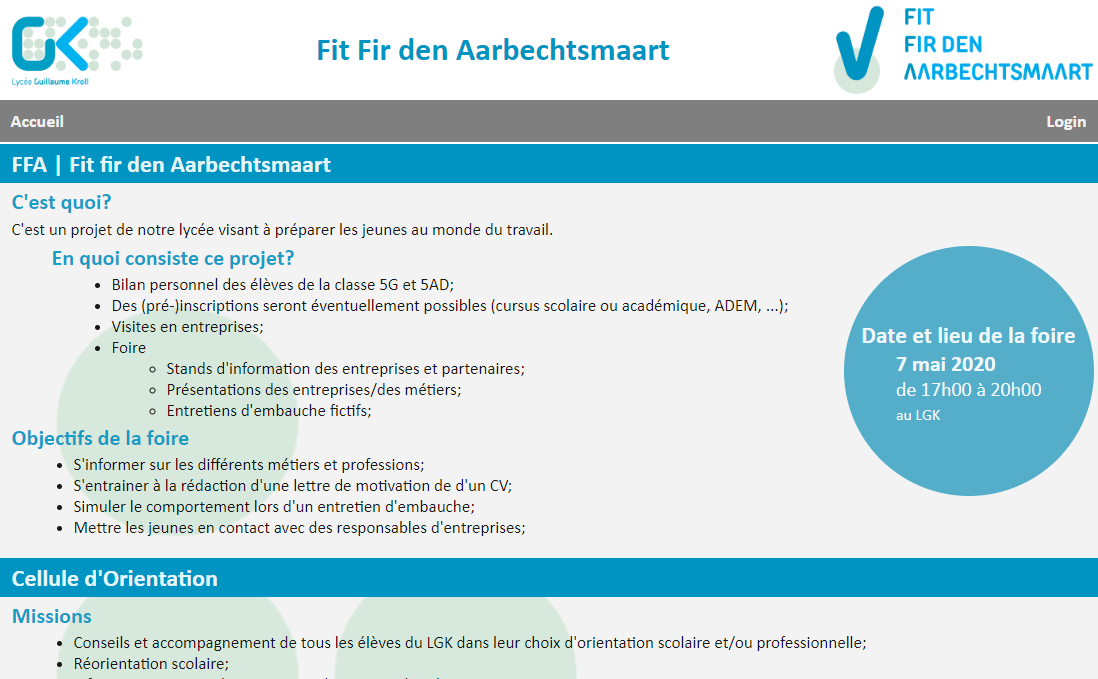 GK
Lycée Guillaume Kroll
Fit Fir den Aarbechtsmaart
FIT
FIR DEN
AARBECHTSMAART
Accueil
Login
FFA | Fit fir den Aarbechtsmaart
C'est quoi?
C'est un projet de notre lycée visant à préparer les jeunes au monde du travail.
En quoi consiste ce projet?
• Bilan personnel des élèves de la classe 5G et 5AD;
• Des (pré-)inscriptions seront éventuellement possibles (cursus scolaire ou académique, ADEM, ...);
• Visites en entreprises;
• Foire
◦ Stands d'information des entreprises et partenaires;
◦ Présentations des entreprises/des métiers;
◦ Entretiens d'embauche fictifs;
Date et lieu de la foire
7 mai 2020
de 17h00 à 20h00
au LGK
Objectifs de la foire
• S'informer sur les différents métiers et professions;
• S'entrainer à la rédaction d'une lettre de motivation de d'un CV;
• Simuler le comportement lors d'un entretien d'embauche;
• Mettre les jeunes en contact avec des responsables d'entreprises;
Cellule d'Orientation
Missions
• Conseils et accompagnement de tous les élèves du LGK dans leur choix d'orientation scolaire et/ou professionnelle;
• Réorientation scolaire;